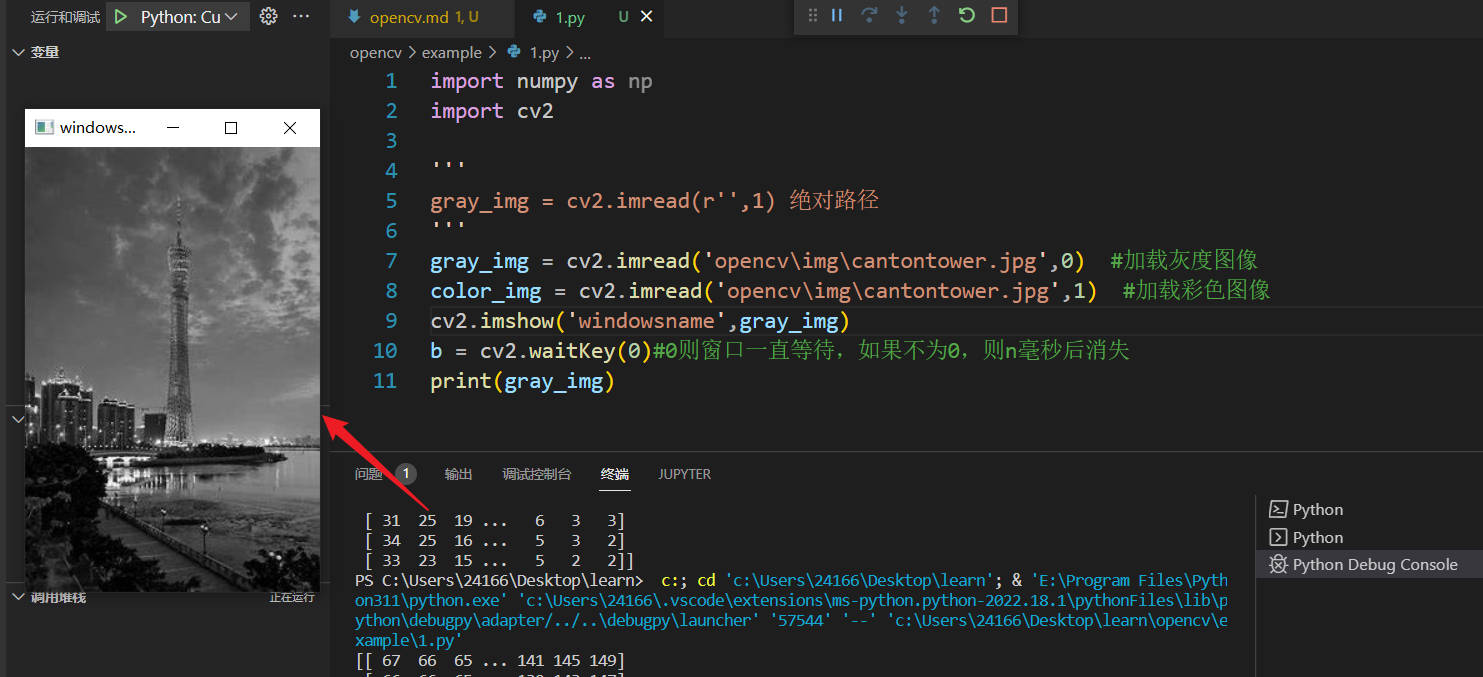 运行和调试 Python: Cu
变量
windows...
调用堆栈 正在运行
opencv.md 1, U 1.py U
opencv > example > 1.py > ...
1 import numpy as np
2 import cv2
3
4 '''
5 gray_img = cv2.imread(r'',1) 绝对路径
6 '''
7 gray_img = cv2.imread('opencv\img\cantontower.jpg',0) #加载灰度图像
8 color_img = cv2.imread('opencv\img\cantontower.jpg',1) #加载彩色图像
9 cv2.imshow('windowsname',gray_img)
10 b = cv2.waitKey(0)#0则窗口一直等待，如果不为0，则n毫秒后消失
11 print(gray_img)
问题 1 输出 调试控制台 终端 JUPYTER
[ 31 25 19 ... 6 3 3]
[ 34 25 16 ... 5 3 2]
[ 33 23 15 ... 5 2 2]]
PS C:\Users\24166\Desktop\learn> c:; cd 'c:\Users\24166\Desktop\learn'; & 'E:\Program Files\Pyth
on311\python.exe' 'c:\Users\24166\.vscode\extensions\ms-python.python-2022.18.1\pythonFiles\lib\p
ython\debugpy\adapter/../..\debugpy\launcher' '57544' '--' 'c:\Users\24166\Desktop\learn\opencv\e
xample\1.py'
[[ 67 66 65 ... 141 145 149]
Python
Python
Python Debug Console